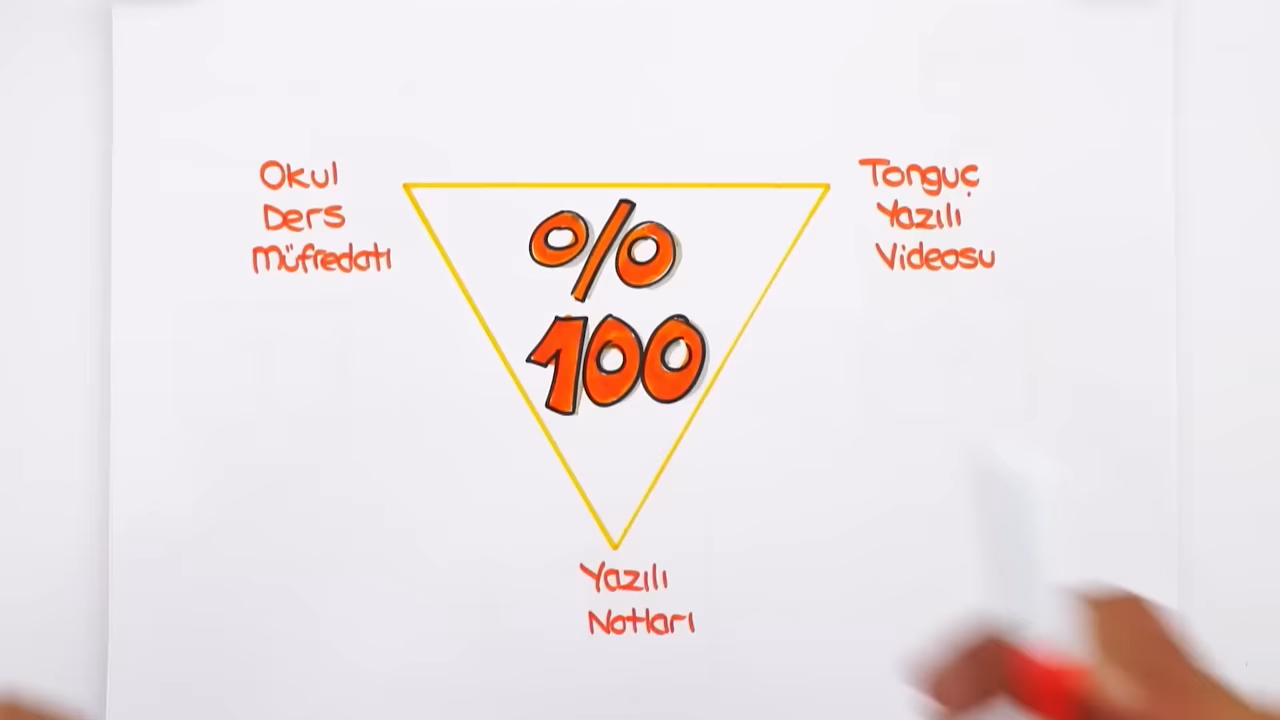 Okul
Ders
Müfredatı
Tonguç
Yazılı
Videosu
%
100
Yazılı
Notları